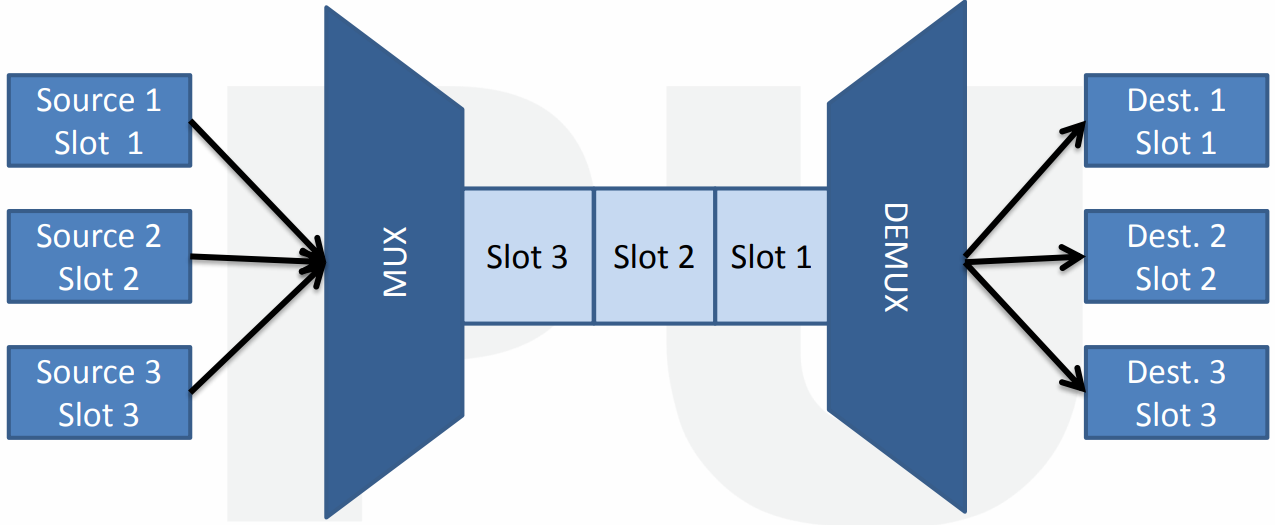 Source 1
Slot 1
Source 2
Slot 2
Source 3
Slot 3
MUX
Slot 3
Slot 2
Slot 1
DEMUX
Dest. 1
Slot 1
Dest. 2
Slot 2
Dest. 3
Slot 3